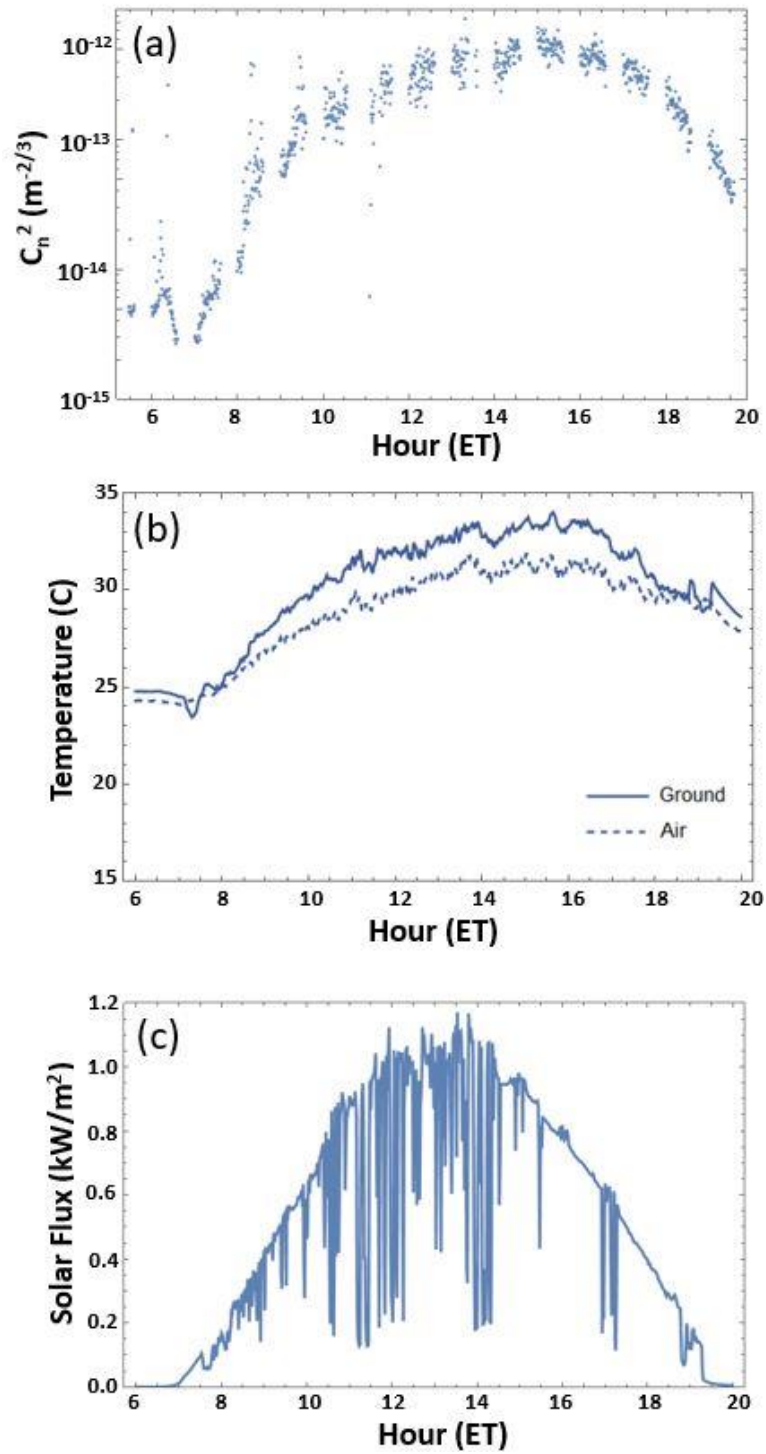 (a)
10⁻¹²
10⁻¹³
10⁻¹⁴
10⁻¹⁵
Cₙ² (m⁻²/³)
6 8 10 12 14 16 18 20
Hour (ET)
(b)
35
30
25
20
15
Temperature (C)
Ground
Air
6 8 10 12 14 16 18 20
Hour (ET)
(c)
1.2
1.0
0.8
0.6
0.4
0.2
0.0
Solar Flux (kW/m²)
6 8 10 12 14 16 18 20
Hour (ET)